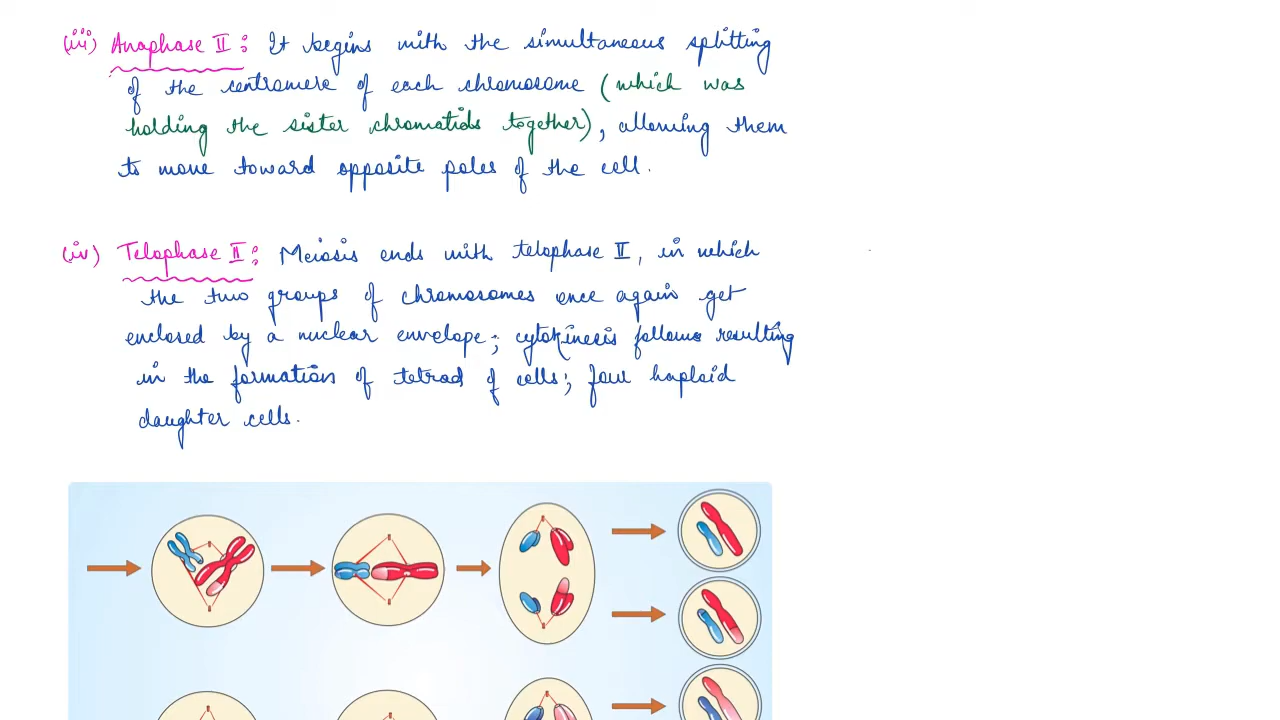 (iii) Anaphase II: It begins with the simultaneous splitting
of the centromere of each chromosome (which was
holding the sister chromatids together), allowing them
to move toward opposite poles of the cell.
(iv) Telophase II: Meiosis ends with telophase II, in which
the two groups of chromosomes once again get
enclosed by a nuclear envelope; cytokinesis follows resulting
in the formation of tetrad of cells; four haploid
daughter cells.